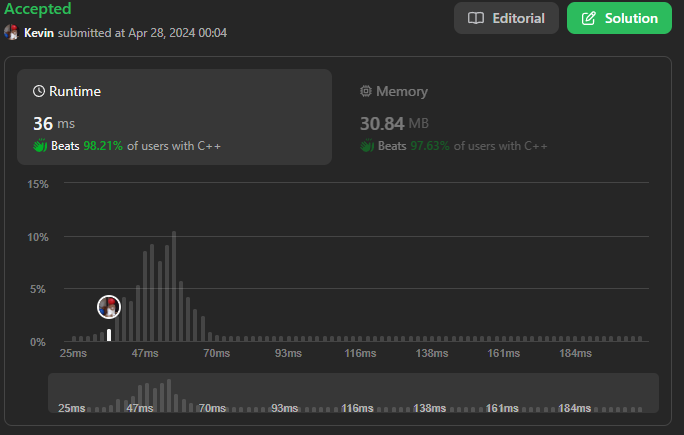 Accepted
Kevin submitted at Apr 28, 2024 00:04
Editorial
Solution
Runtime
36 ms
Beats 98.21% of users with C++
Memory
30.84 MB
Beats 97.63% of users with C++
15%
10%
5%
0%
25ms 47ms 70ms 93ms 116ms 138ms 161ms 184ms
25ms 47ms 70ms 93ms 116ms 138ms 161ms 184ms